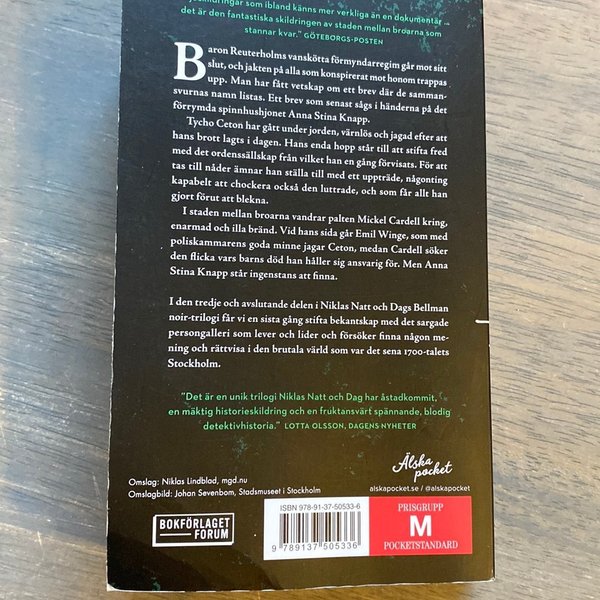 skildringar som ibland känns mer verkliga än en dokumentär ...
det är den fantastiska skildringen av staden mellan broarna som
stannar kvar." GÖTEBORGS-POSTEN
Baron Reuterholms vanskötta förmyndarregim går mot sitt
slut, och jakten på alla som konspirerat mot honom trappas
upp. Man har fått vetskap om ett brev där de samman-
svurnas namn listas. Ett brev som senast sågs i händerna på det
förrymda spinnhushjonet Anna Stina Knapp.
Tycho Ceton har gått under jorden, värnlös och jagad efter att
hans brott lagts i dagen. Hans enda hopp står till att stifta fred
med det ordenssällskap från vilket han en gång förvisats. För att
tas till nåder ämnar han ställa till med ett uppträde, någonting
kapabelt att chockera också den luttrade, och som får allt han
gjort förut att blekna.
I staden mellan broarna vandrar palten Mickel Cardell kring,
enarmad och illa bränd. Vid hans sida går Emil Winge, som med
poliskammarens goda minne jagar Ceton, medan Cardell söker
den flicka vars barns död han håller sig ansvarig för. Men Anna
Stina Knapp står ingenstans att finna.
I den tredje och avslutande delen i Niklas Natt och Dags Bellman
noir-trilogi får vi en sista gång stifta bekantskap med det sargade
persongalleri som lever och lider och försöker finna någon me-
ning och rättvisa i den brutala värld som var det sena 1700-talets
Stockholm.
"Det är en unik trilogi Niklas Natt och Dag har åstadkommit,
en mäktig historieskildring och en fruktansvärt spännande, blodig
detektivhistoria." LOTTA OLSSON, DAGENS NYHETER
Älska
pocket
alskapocket.se / @alskapocket
Omslag: Niklas Lindblad, mgd.nu
Omslagbild: Johan Sevenbom, Stadsmuseet i Stockholm
BOKFÖRLAGET
FORUM
ISBN 978-91-37-50533-6
9 789137 505336
PRISGRUPP
M
POCKETSTANDARD